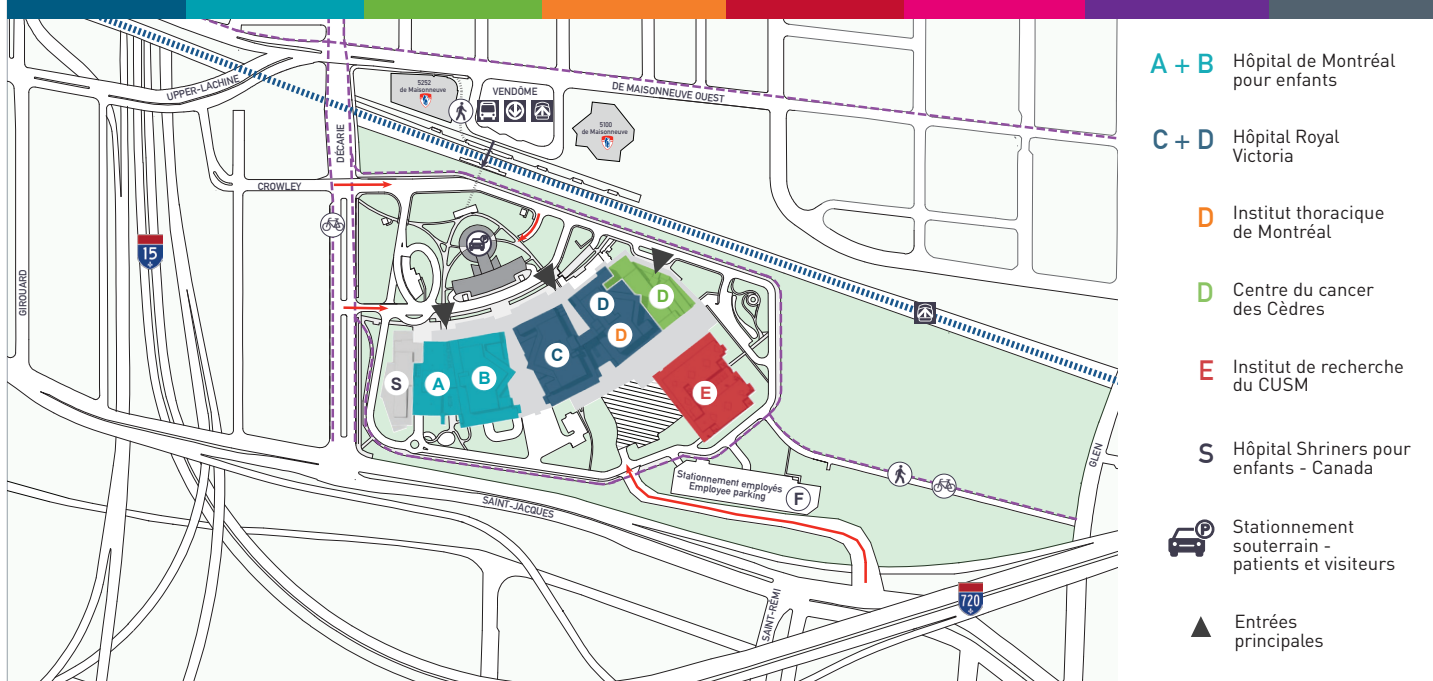 UPPER-LACHINE
DÉCARIE
5252
de Maisonneuve
VENDÔME
5100
de Maisonneuve
DE MAISONNEUVE OUEST
CROWLEY
GIROUARD
15
P
D
D
D
C
S
A
B
E
GLEN
Stationnement employés
Employee parking
F
SAINT-JACQUES
SAINT-RÉMI
720
A + B
Hôpital de Montréal
pour enfants
C + D
Hôpital Royal
Victoria
D
Institut thoracique
de Montréal
D
Centre du cancer
des Cèdres
E
Institut de recherche
du CUSM
S
Hôpital Shriners pour
enfants - Canada
P
Stationnement
souterrain -
patients et visiteurs
Entrées
principales